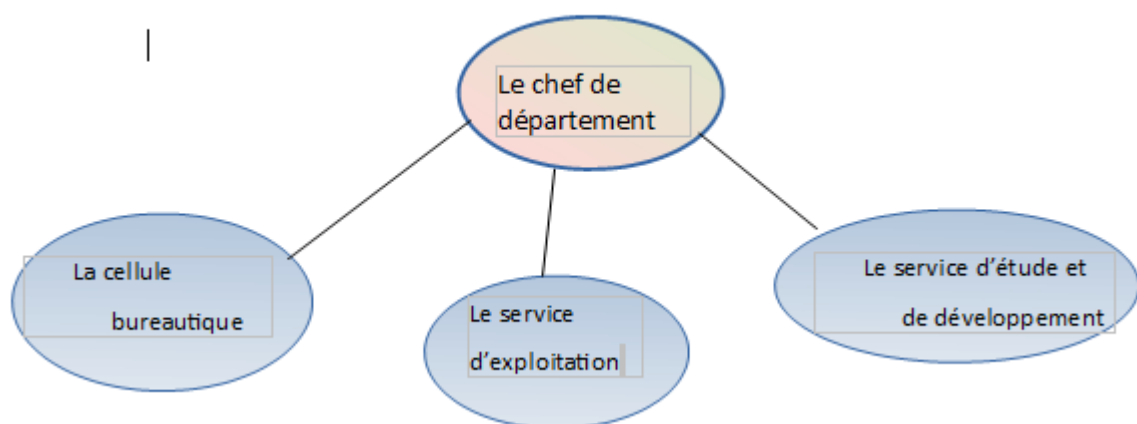 Le chef de
département
La cellule
bureautique
Le service
d'exploitation
Le service d'étude et
de développement